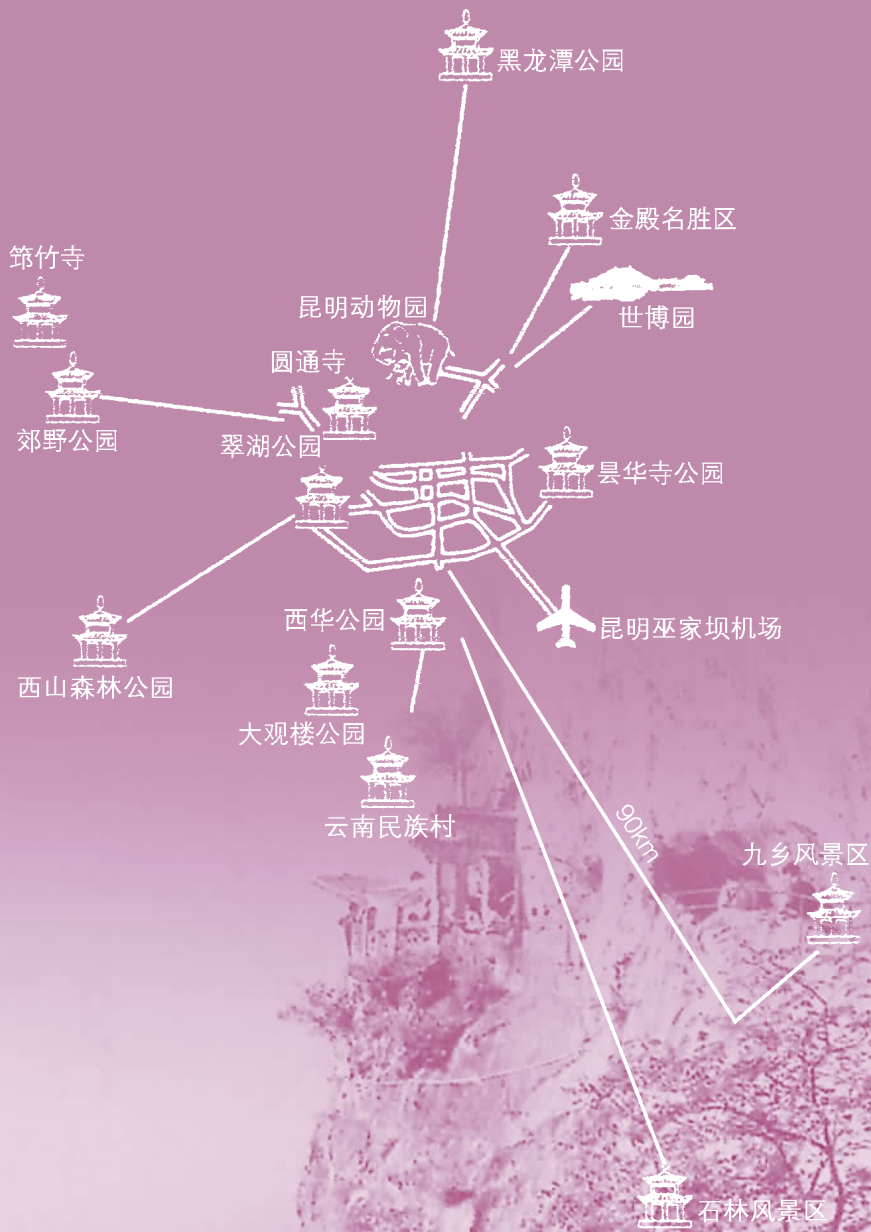 黑龙潭公园
金殿名胜区
筇竹寺
昆明动物园
世博园
圆通寺
郊野公园
翠湖公园
昙华寺公园
西华公园
昆明巫家坝机场
西山森林公园
大观楼公园
云南民族村
90km
九乡风景区
石林风景区